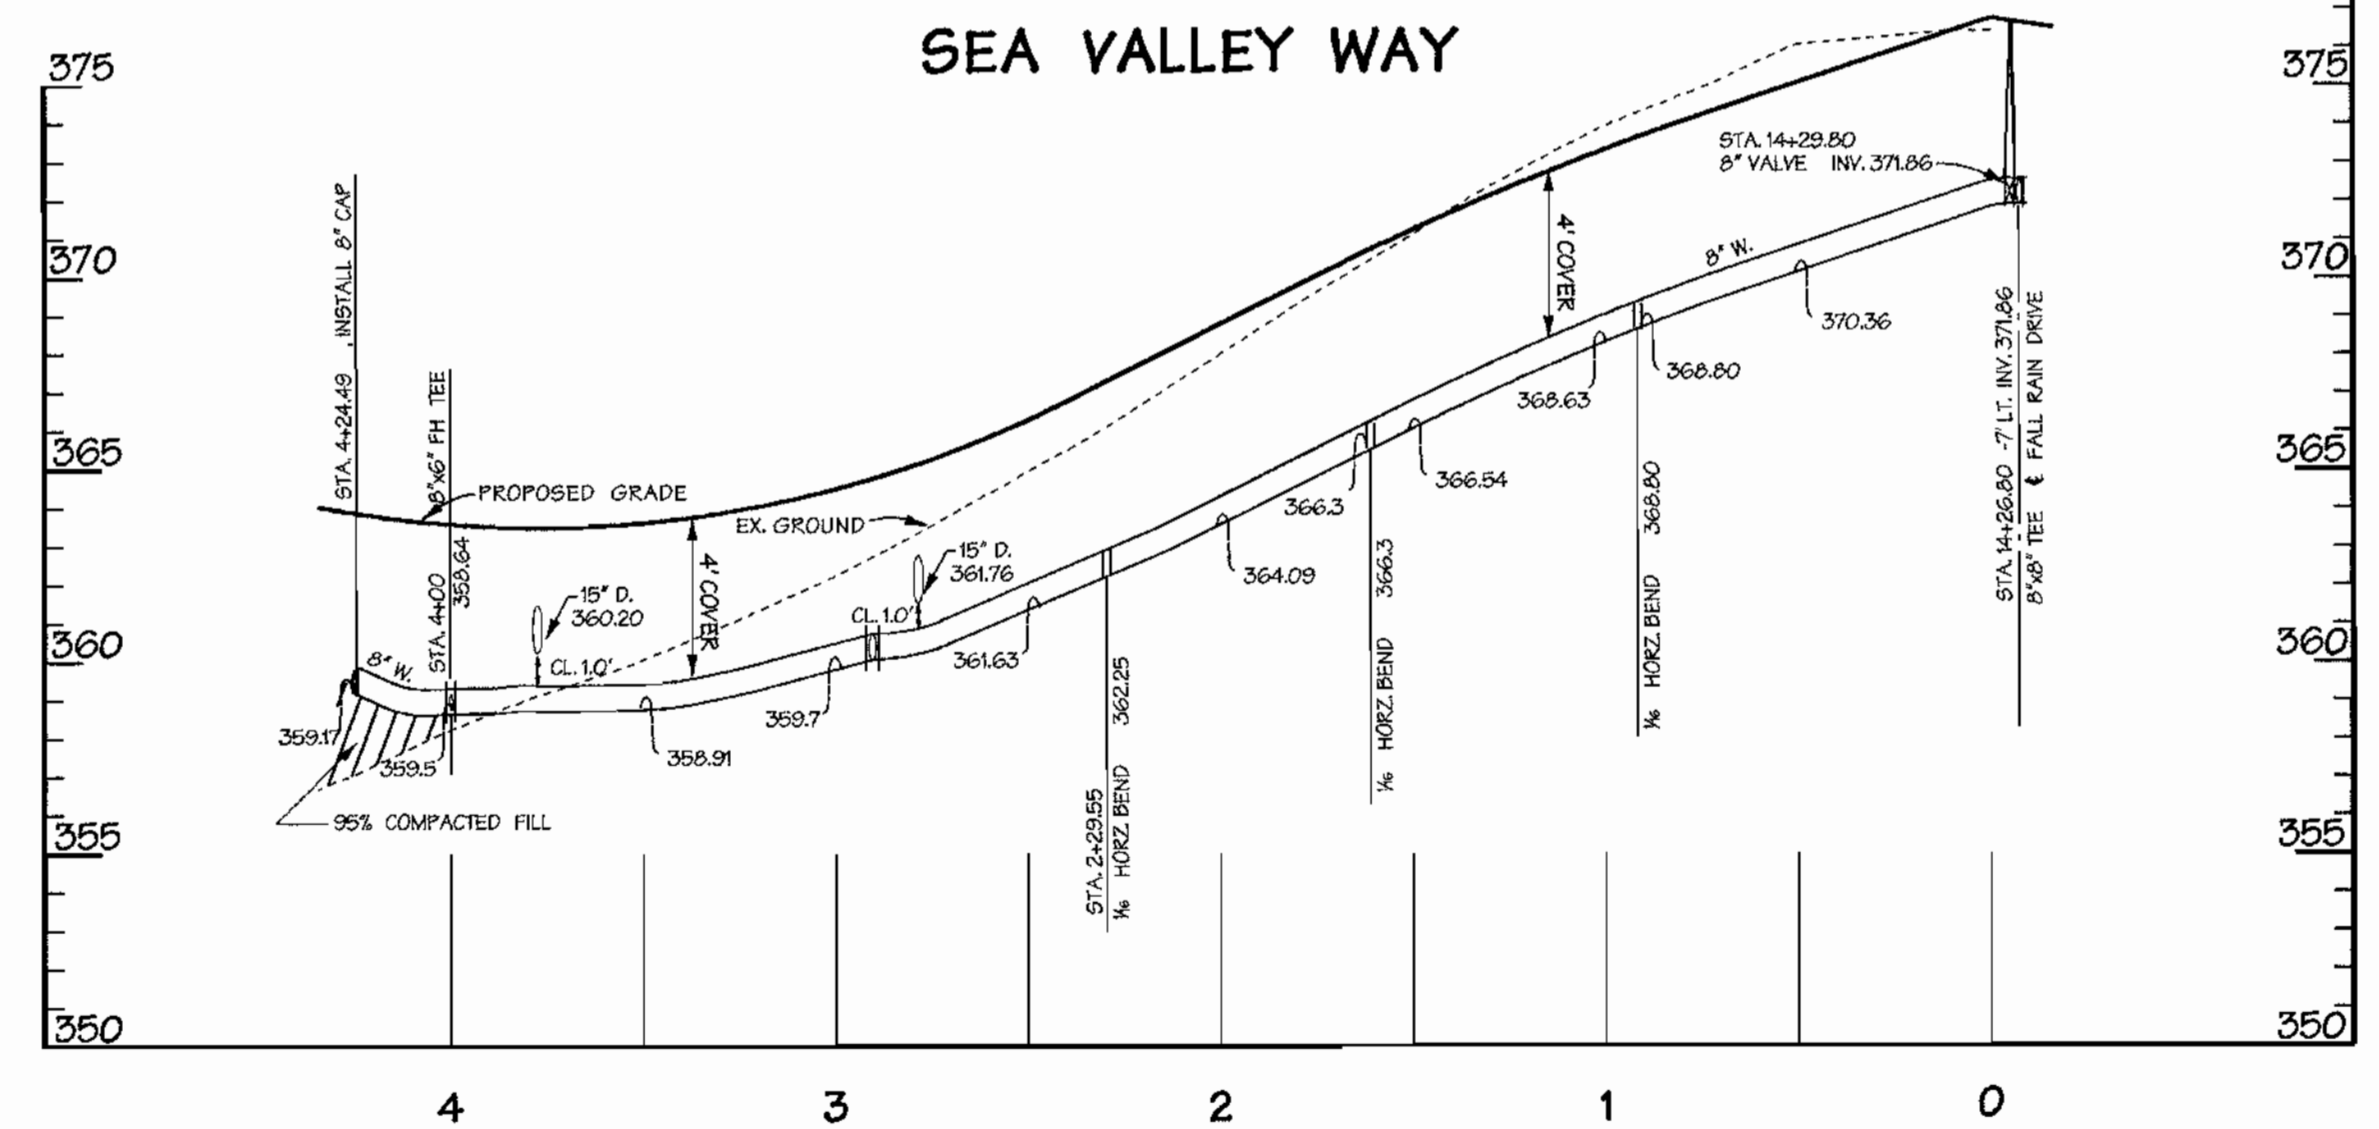 SEA VALLEY WAY
375
370
365
360
355
350
375
370
365
360
355
350
STA. 14+29.80
8" VALVE INV. 371.86
STA. 4+24.49 , INSTALL 8" CAP
8"x6" FH TEE
STA. 4+00
358.64
PROPOSED GRADE
EX. GROUND
4' COVER
4' COVER
8" W.
8" W.
15" D.
360.20
CL. 1.0'
15" D.
361.76
CL. 1.0'
359.17
359.5
95% COMPACTED FILL
358.91
359.7
361.63
STA. 2+29.55
1/16 HORZ. BEND 362.25
364.09
366.3
1/16 HORZ. BEND 366.3
366.54
368.63
368.80
1/16 HORZ. BEND 368.80
370.36
STA. 14+26.80 -7' LT. INV. 371.86
8"x8" TEE ℄ FALL RAIN DRIVE
4 3 2 1 0